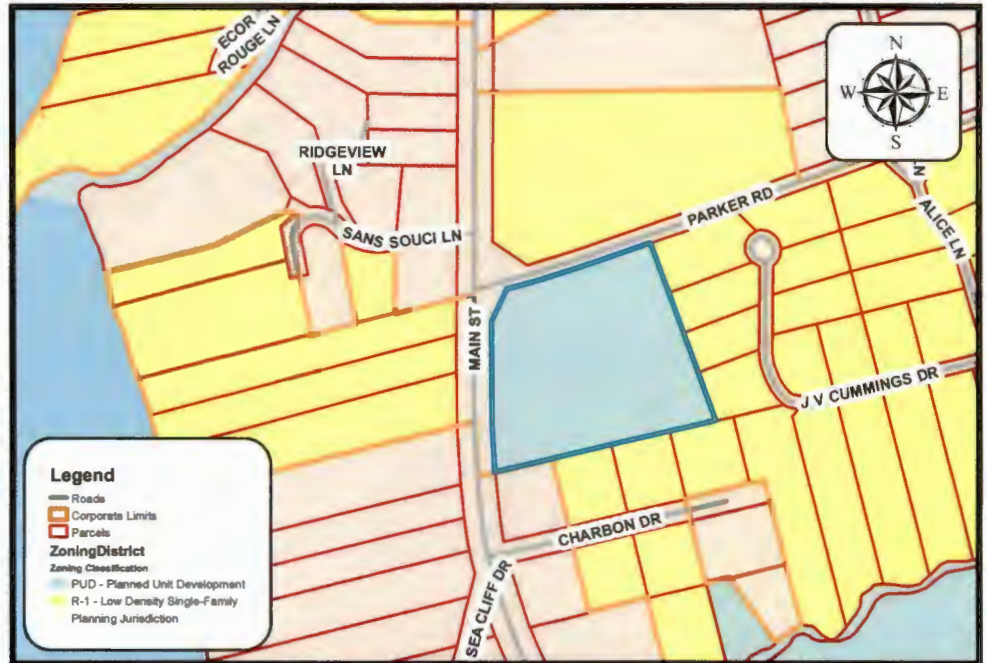 ECOR
ROUGE LN
N
W E
S
RIDGEVIEW
LN
PARKER RD
N
ALICE LN
SANS SOUCI LN
MAIN ST
J V CUMMINGS DR
Legend
Roads
Corporate Limits
Parcels
ZoningDistrict
Zoning Classification
PUD - Planned Unit Development
R-1 - Low Density Single-Family
Planning Jurisdiction
CHARBON DR
SEA CLIFF DR